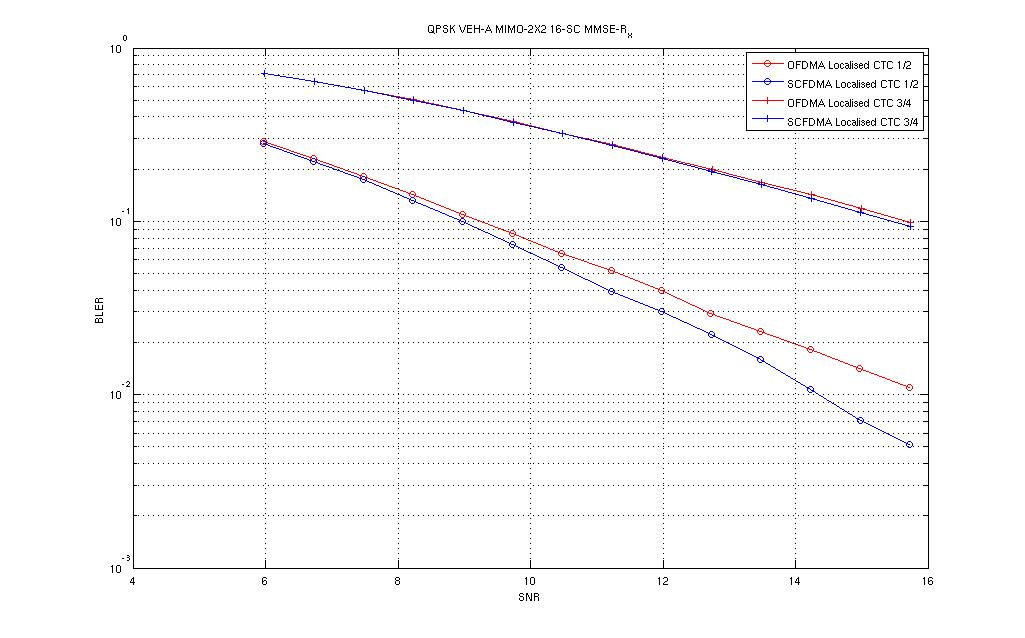 QPSK VEH-A MIMO-2X2 16-SC MMSE-Rx
OFDMA Localised CTC 1/2
SCFDMA Localised CTC 1/2
OFDMA Localised CTC 3/4
SCFDMA Localised CTC 3/4
10^0
10^-1
10^-2
10^-3
BLER
4 6 8 10 12 14 16
SNR